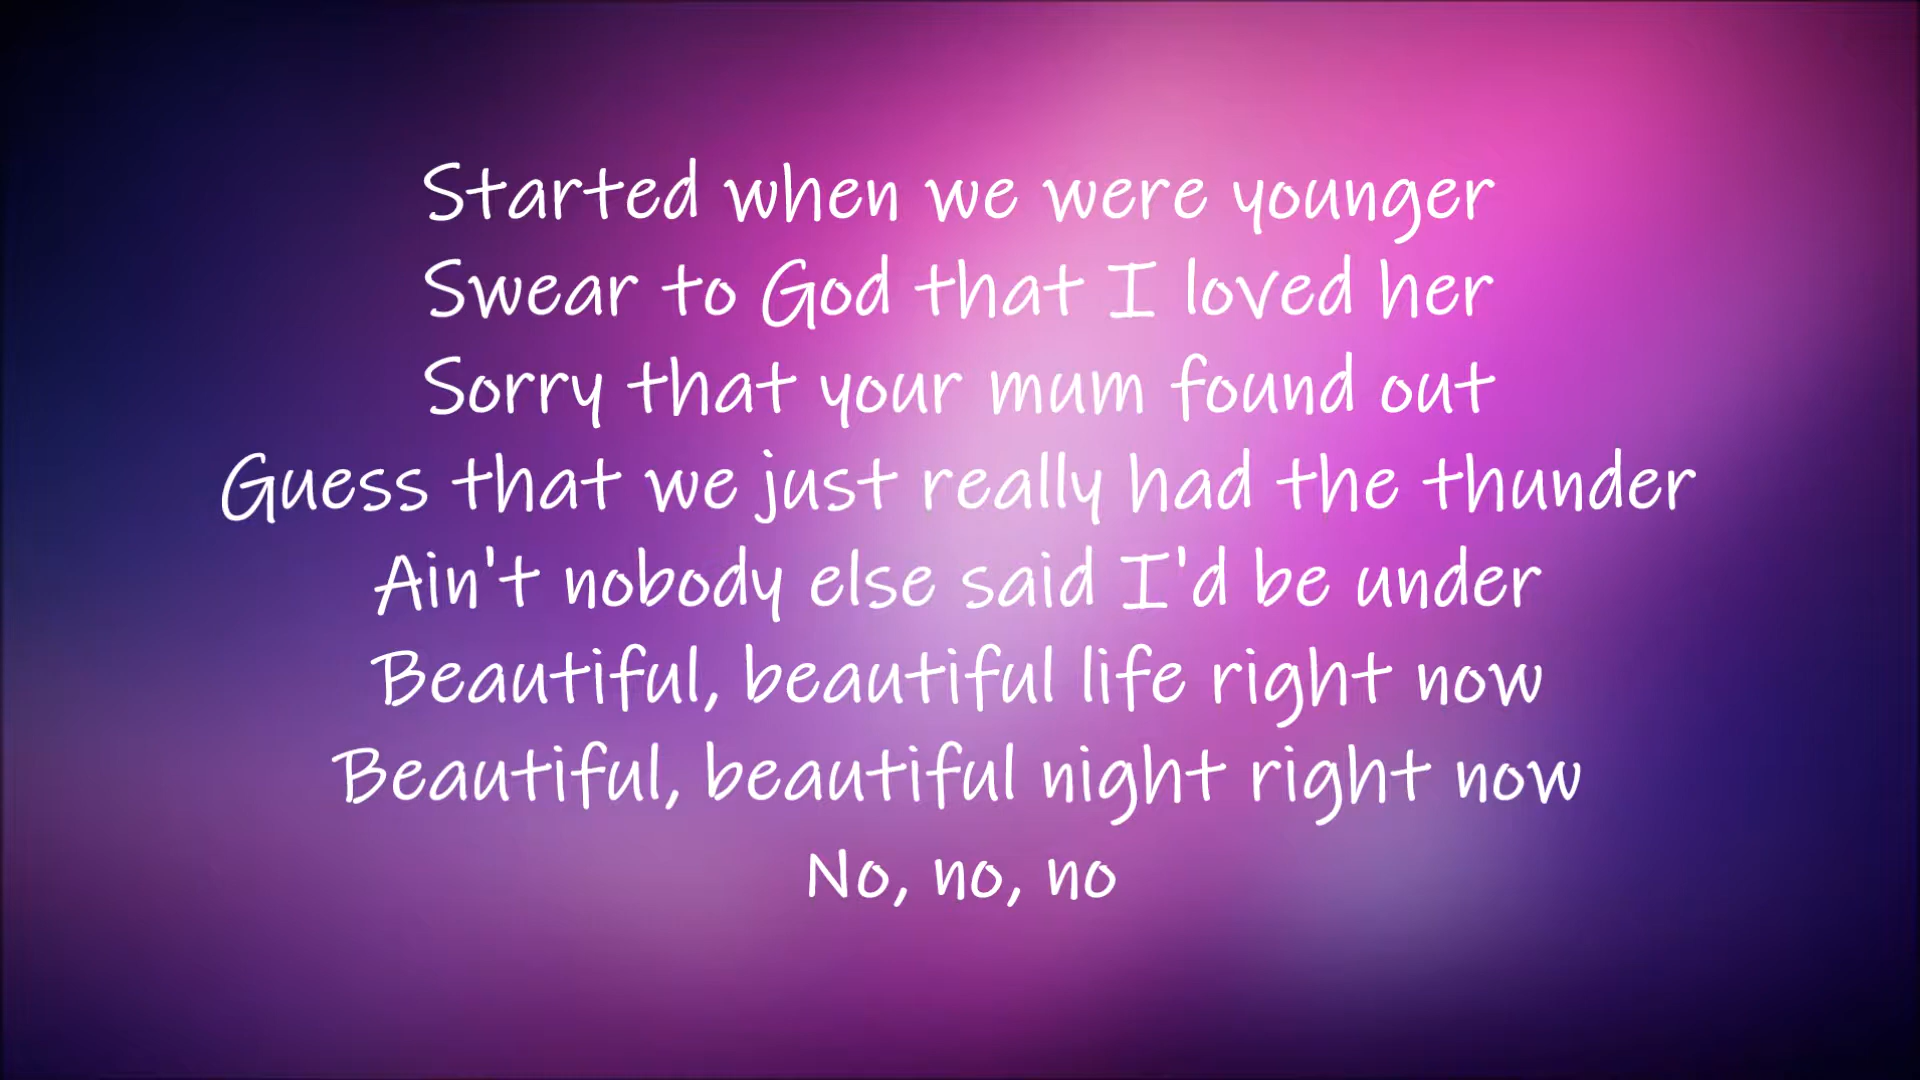 Started when we were younger
Swear to God that I loved her
Sorry that your mum found out
Guess that we just really had the thunder
Ain't nobody else said I'd be under
Beautiful, beautiful life right now
Beautiful, beautiful night right now
No, no, no